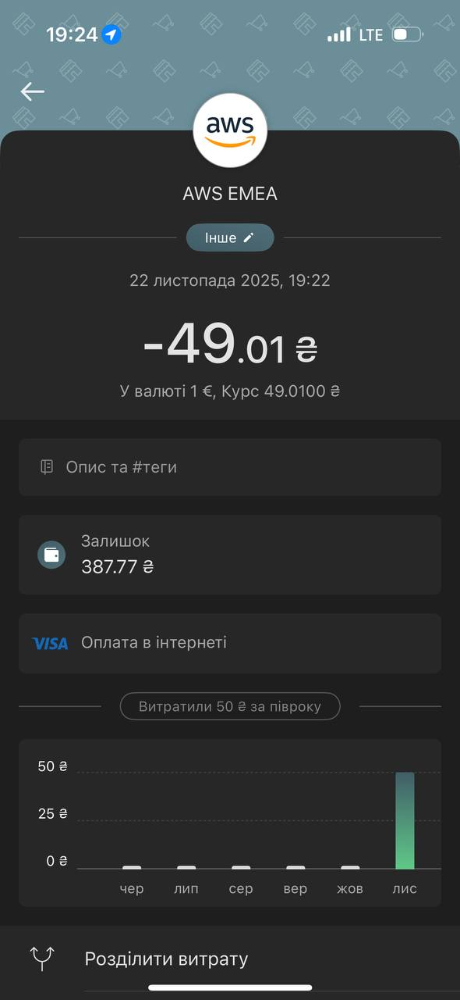 19:24
LTE
aws
AWS EMEA
Інше
22 листопада 2025, 19:22
-49.01 ₴
У валюті 1 €, Курс 49.0100 ₴
Опис та #теги
Залишок
387.77 ₴
VISA Оплата в інтернеті
Витратили 50 ₴ за півроку
50 ₴
25 ₴
0 ₴
чер лип сер вер жов лис
Розділити витрату